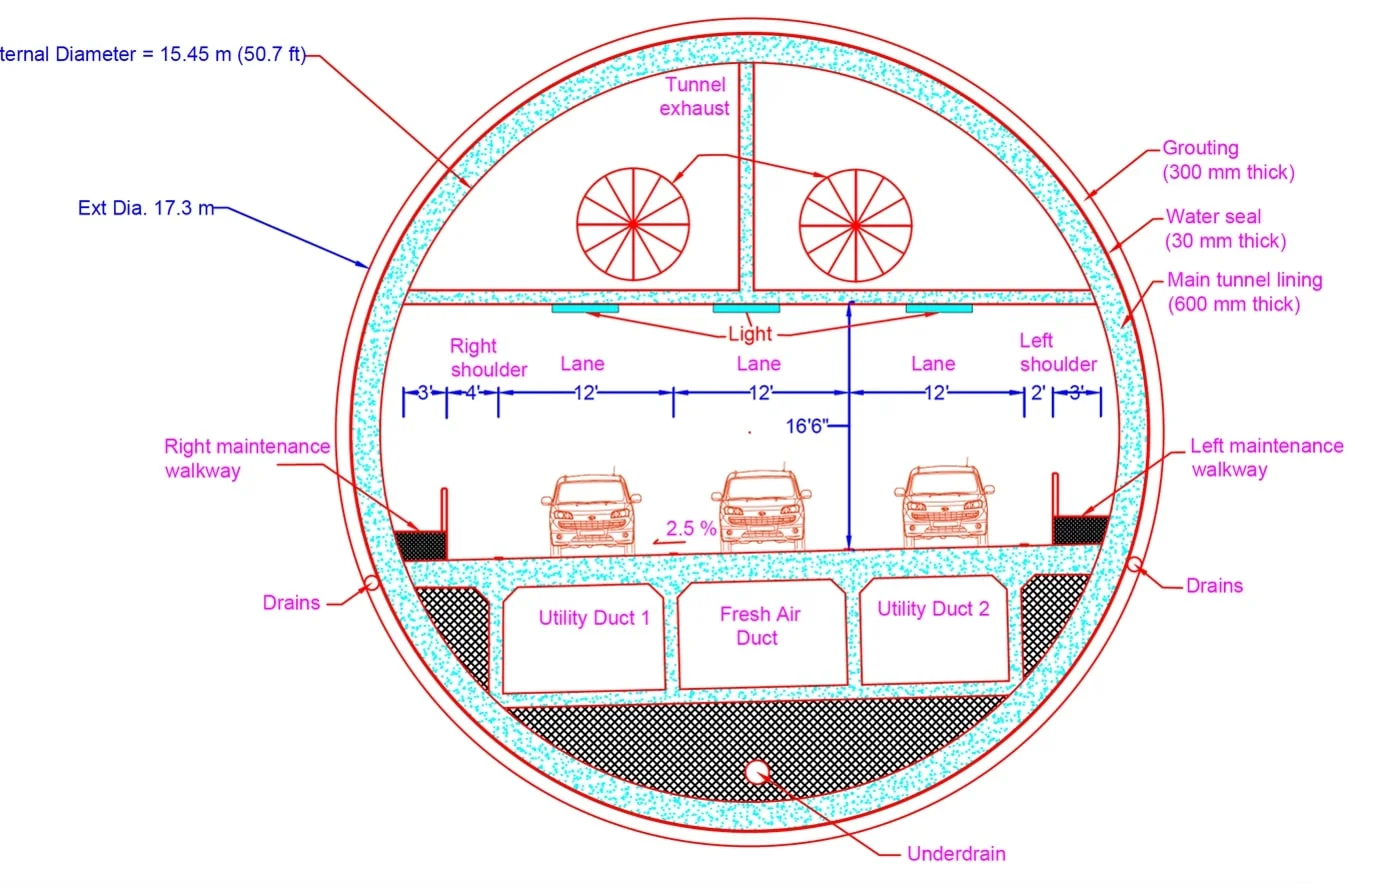 ternal Diameter = 15.45 m (50.7 ft)
Tunnel
exhaust
Grouting
(300 mm thick)
Ext Dia. 17.3 m
Water seal
(30 mm thick)
Main tunnel lining
(600 mm thick)
Light
Right
shoulder
Lane
Lane
Lane
Left
shoulder
3'
4'
12'
12'
12'
2'
3'
16'6"
Right maintenance
walkway
Left maintenance
walkway
2.5 %
Drains
Drains
Utility Duct 1
Fresh Air
Duct
Utility Duct 2
Underdrain